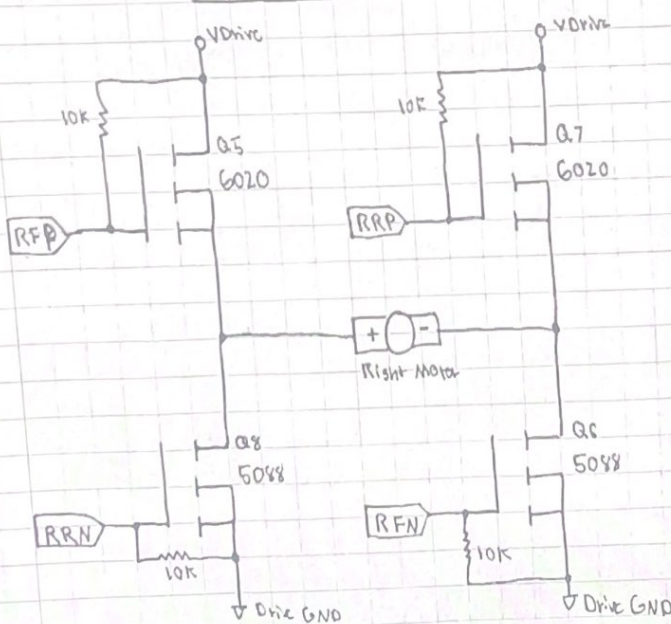 VDrive
VDrive
10K
10K
Q5
6020
Q7
6020
RFP
RRP
+
-
Right Motor
Q8
5088
Q6
5088
RRN
RFN
10K
10K
Drie GND
Drive GND